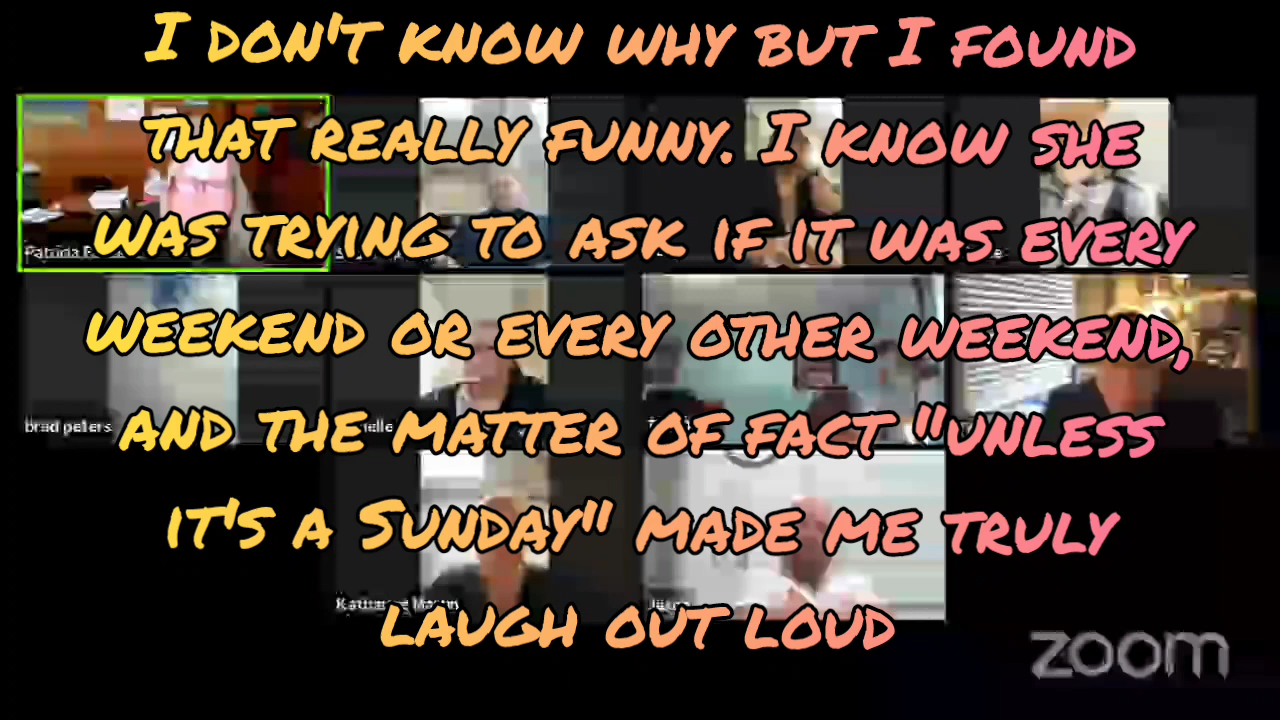 I DON'T KNOW WHY BUT I FOUND
THAT REALLY FUNNY. I KNOW SHE
WAS TRYING TO ASK IF IT WAS EVERY
WEEKEND OR EVERY OTHER WEEKEND,
brad peters
AND THE MATTER OF FACT "UNLESS
IT'S A SUNDAY" MADE ME TRULY
LAUGH OUT LOUD
zoom